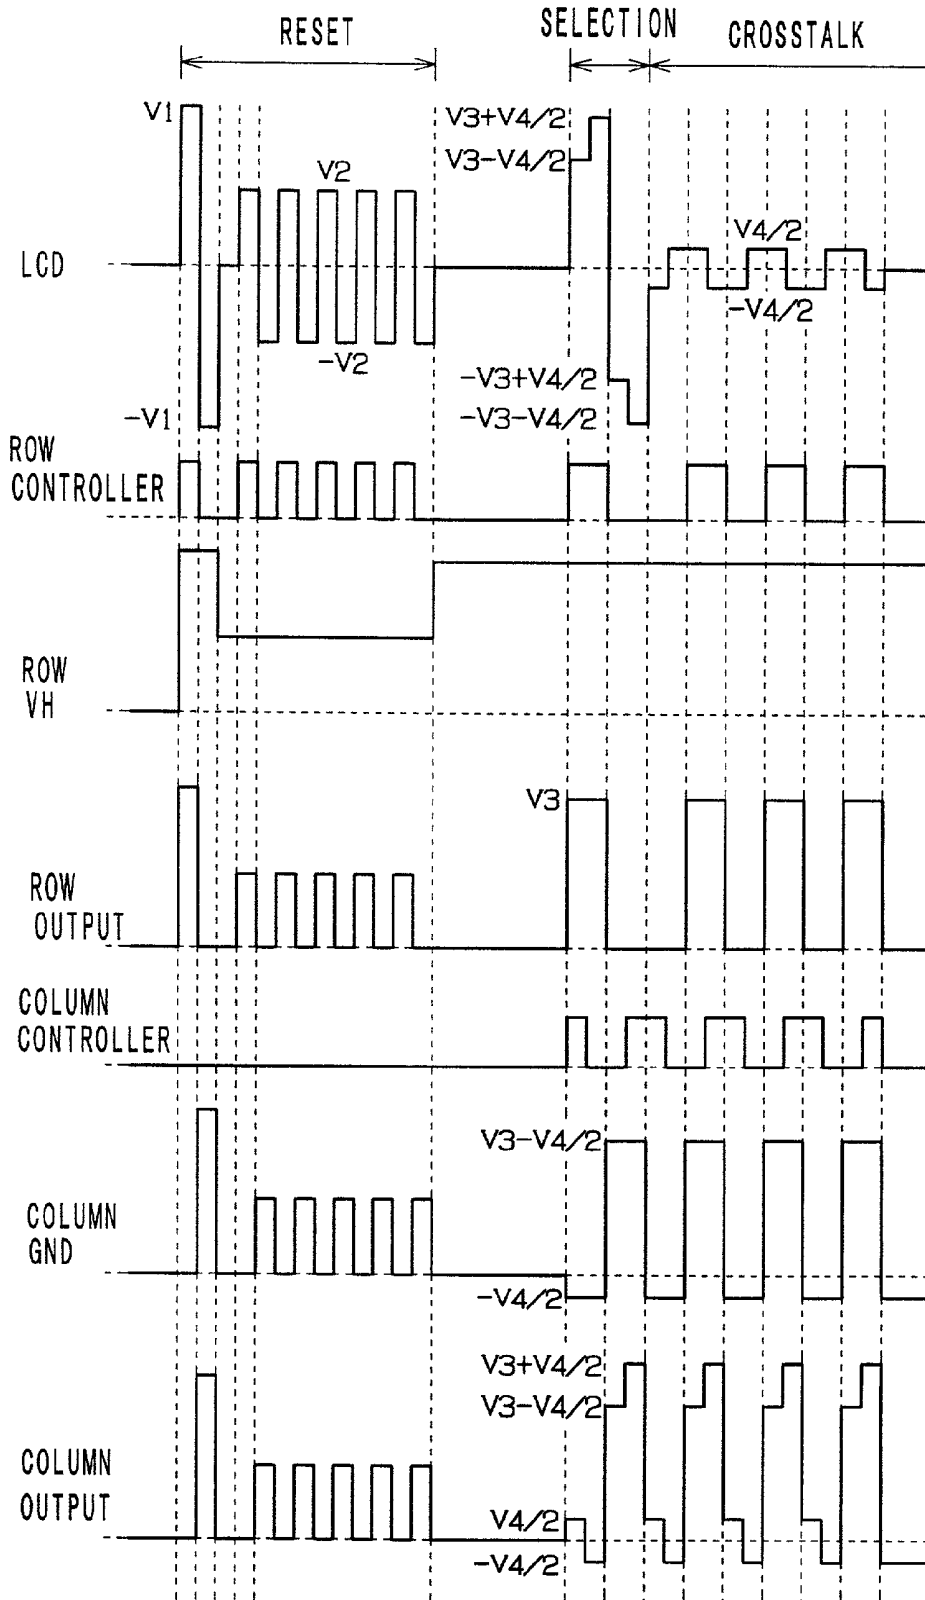 RESET
SELECTION
CROSSTALK
V1
V3+V4/2
V3-V4/2
V2
V4/2
LCD
-V4/2
-V2
-V3+V4/2
-V1
-V3-V4/2
ROW
CONTROLLER
ROW
VH
V3
ROW
OUTPUT
COLUMN
CONTROLLER
V3-V4/2
COLUMN
GND
-V4/2
V3+V4/2
V3-V4/2
COLUMN
OUTPUT
V4/2
-V4/2